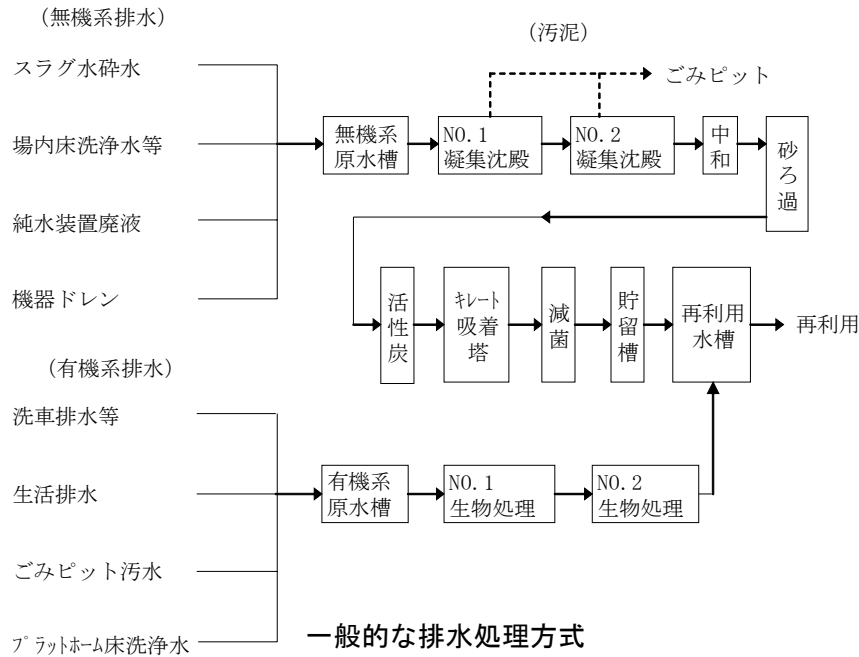 （無機系排水）
スラグ水砕水
場内床洗浄水等
純水装置廃液
機器ドレン
（汚泥）
ごみピット
無機系
原水槽
NO.1
凝集沈殿
NO.2
凝集沈殿
中和
砂ろ過
活性炭
ｷﾚｰﾄ
吸着
塔
減菌
貯留槽
再利用
水槽
再利用
（有機系排水）
洗車排水等
生活排水
ごみピット汚水
ﾌﾟﾗｯﾄﾎｰﾑ床洗浄水
有機系
原水槽
NO.1
生物処理
NO.2
生物処理
一般的な排水処理方式